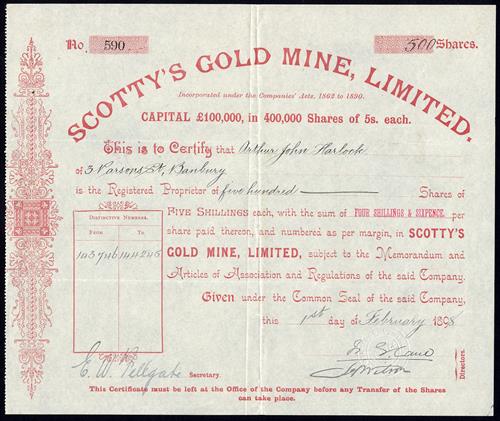 No. 590
500 Shares.
SCOTTY'S GOLD MINE, LIMITED.
Incorporated under the Companies' Acts, 1862 to 1890.
CAPITAL £100,000, in 400,000 Shares of 5s. each.
This is to Certify that Arthur John Harlock
of 3 Parsons St, Banbury
is the Registered Proprietor of five hundred Shares of
FIVE SHILLINGS each, with the sum of FOUR SHILLINGS & SIXPENCE. per
share paid thereon, and numbered as per margin, in SCOTTY'S
GOLD MINE, LIMITED, subject to the Memorandum and
Articles of Association and Regulations of the said Company.
DISTINCTIVE NUMBERS.
FROM TO
143746 144245
Given under the Common Seal of the said Company,
this 1st day of February 1898
E. W. Pellgate Secretary.
Directors.
This Certificate must be left at the Office of the Company before any Transfer of the Shares
can take place.